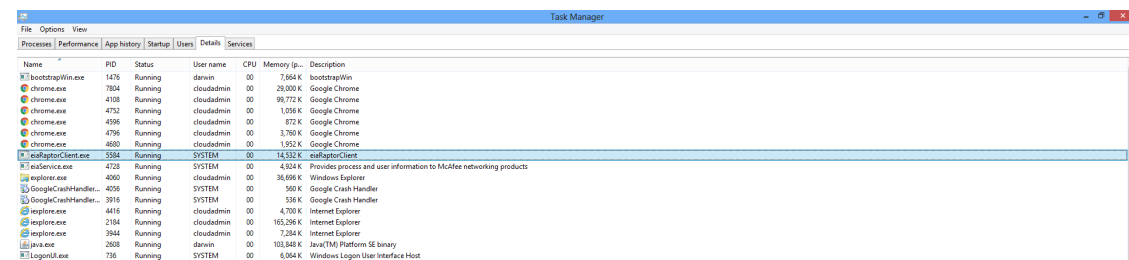 Task Manager
File Options View
Processes Performance App history Startup Users Details Services
Name PID Status User name CPU Memory (p... Description
bootstrapWin.exe 1476 Running darwin 00 7,664 K bootstrapWin
chrome.exe 7804 Running cloudadmin 00 29,000 K Google Chrome
chrome.exe 4108 Running cloudadmin 00 99,772 K Google Chrome
chrome.exe 4752 Running cloudadmin 00 1,056 K Google Chrome
chrome.exe 4596 Running cloudadmin 00 872 K Google Chrome
chrome.exe 4796 Running cloudadmin 00 3,760 K Google Chrome
chrome.exe 4680 Running cloudadmin 00 1,952 K Google Chrome
eiaRaptorClient.exe 5584 Running SYSTEM 00 14,532 K eiaRaptorClient
eiaService.exe 4728 Running SYSTEM 00 4,924 K Provides process and user information to McAfee networking products
explorer.exe 4060 Running cloudadmin 00 36,696 K Windows Explorer
GoogleCrashHandler... 4056 Running SYSTEM 00 560 K Google Crash Handler
GoogleCrashHandler... 3916 Running SYSTEM 00 536 K Google Crash Handler
iexplore.exe 4416 Running cloudadmin 00 4,700 K Internet Explorer
iexplore.exe 2184 Running cloudadmin 00 165,296 K Internet Explorer
iexplore.exe 3944 Running cloudadmin 00 7,284 K Internet Explorer
java.exe 2608 Running darwin 00 103,848 K Java(TM) Platform SE binary
LogonUI.exe 736 Running SYSTEM 00 6,064 K Windows Logon User Interface Host